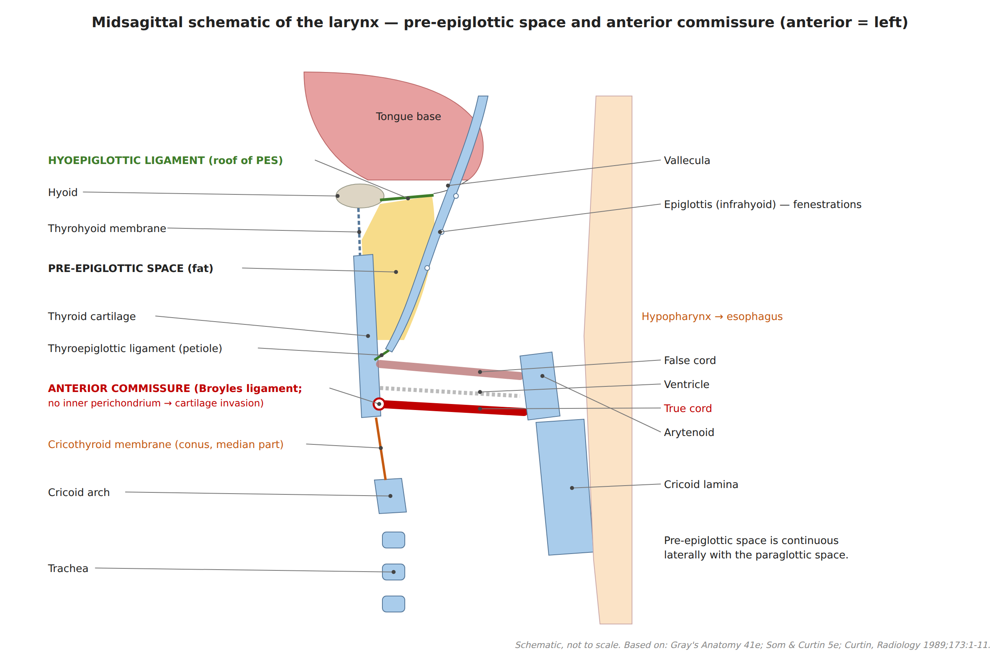 Midsagittal schematic of the larynx — pre-epiglottic space and anterior commissure (anterior = left)
Tongue base
HYOEPIGLOTTIC LIGAMENT (roof of PES)
Hyoid
Thyrohyoid membrane
PRE-EPIGLOTTIC SPACE (fat)
Thyroid cartilage
Thyroepiglottic ligament (petiole)
ANTERIOR COMMISSURE (Broyles ligament;
no inner perichondrium → cartilage invasion)
Cricothyroid membrane (conus, median part)
Cricoid arch
Trachea
Vallecula
Epiglottis (infrahyoid) — fenestrations
Hypopharynx → esophagus
False cord
Ventricle
True cord
Arytenoid
Cricoid lamina
Pre-epiglottic space is continuous
laterally with the paraglottic space.
Schematic, not to scale. Based on: Gray's Anatomy 41e; Som & Curtin 5e; Curtin, Radiology 1989;173:1-11.